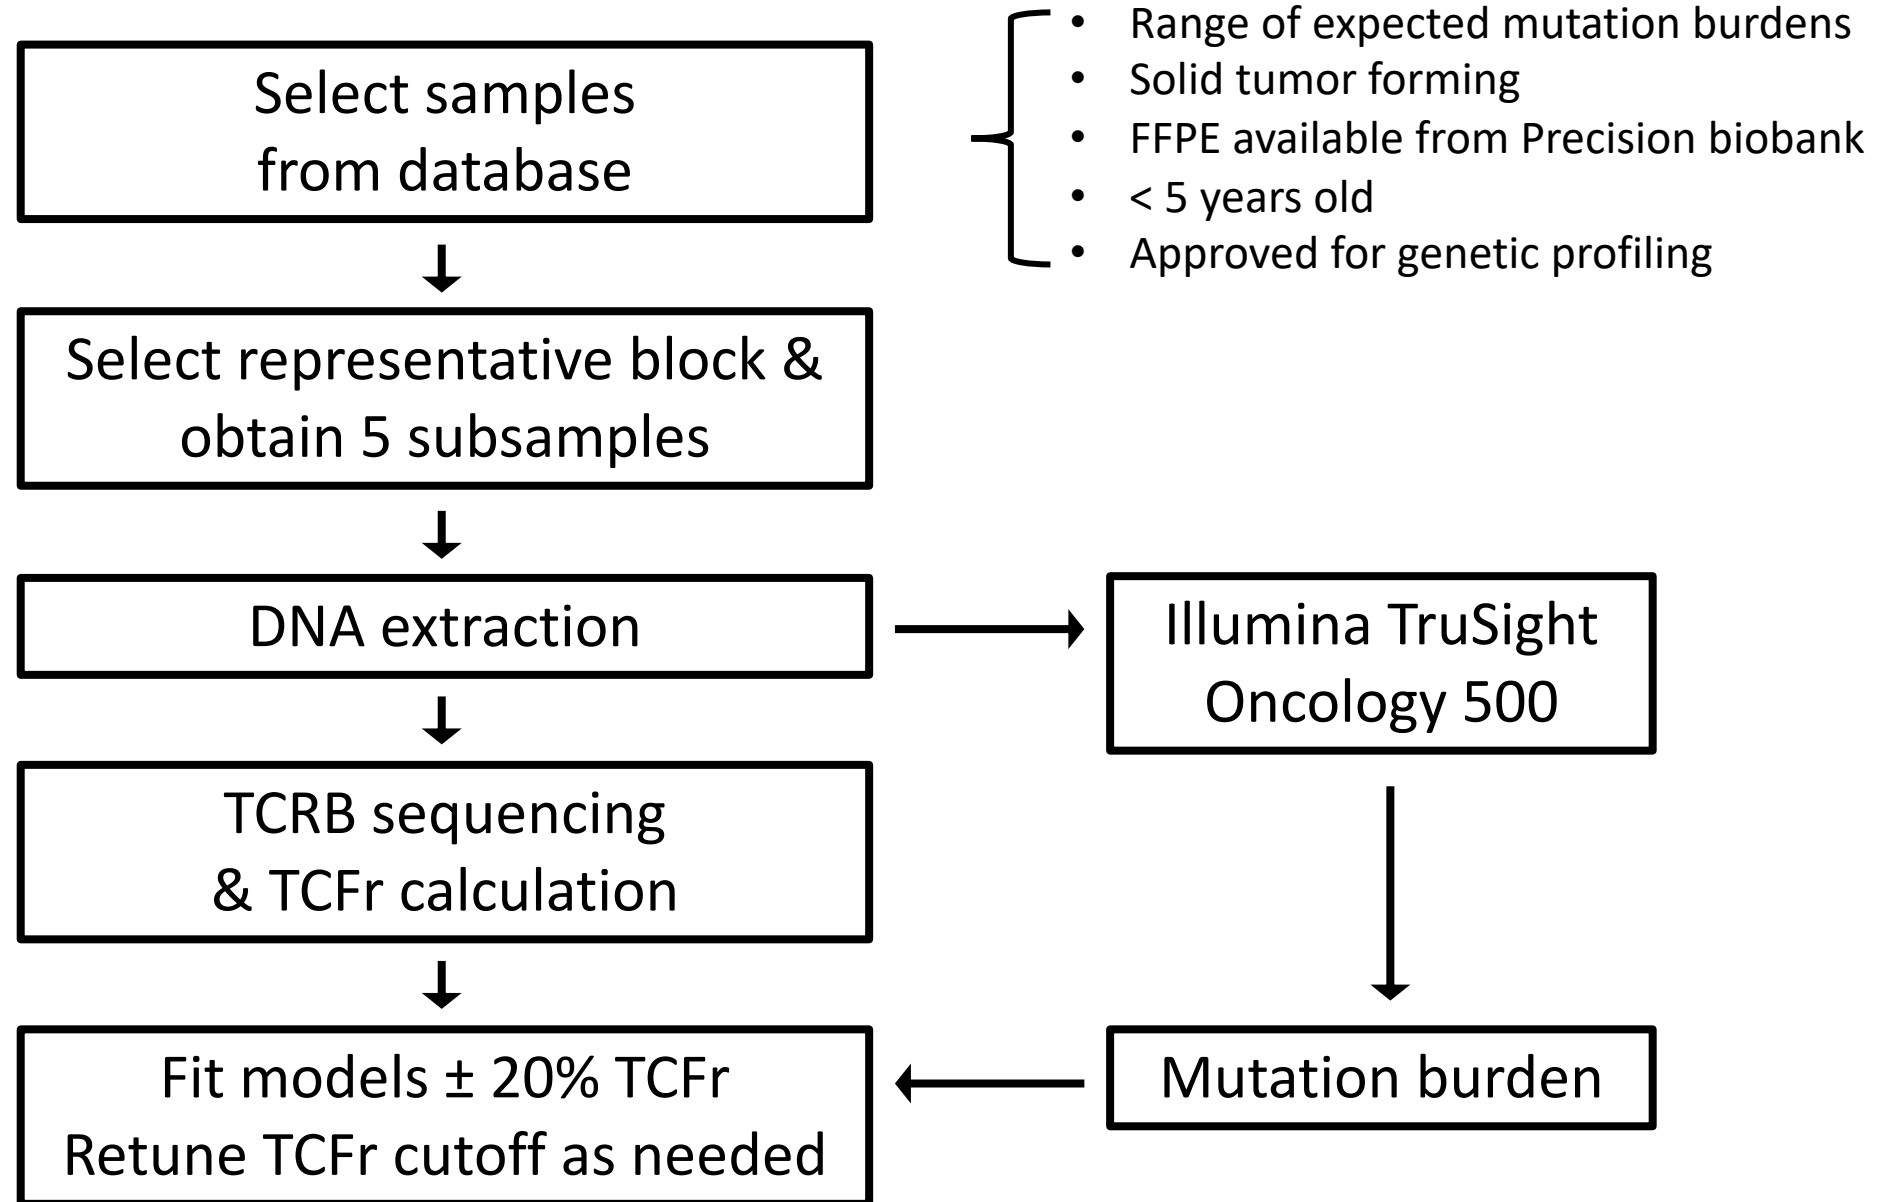 Select samples
from database
• Range of expected mutation burdens
• Solid tumor forming
• FFPE available from Precision biobank
• < 5 years old
• Approved for genetic profiling
Select representative block &
obtain 5 subsamples
DNA extraction
Illumina TruSight
Oncology 500
TCRB sequencing
& TCFr calculation
Fit models ± 20% TCFr
Retune TCFr cutoff as needed
Mutation burden